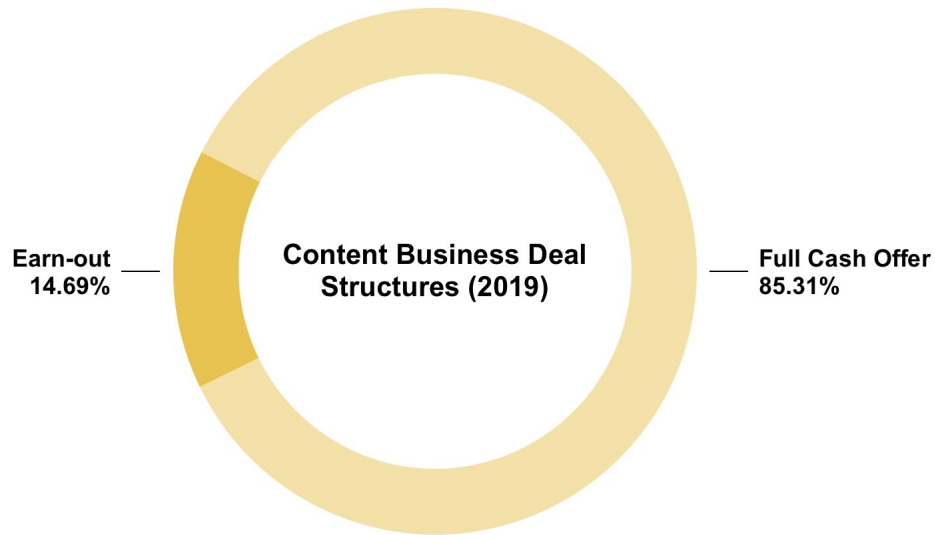 Content Business Deal
Structures (2019)
Earn-out
14.69%
Full Cash Offer
85.31%